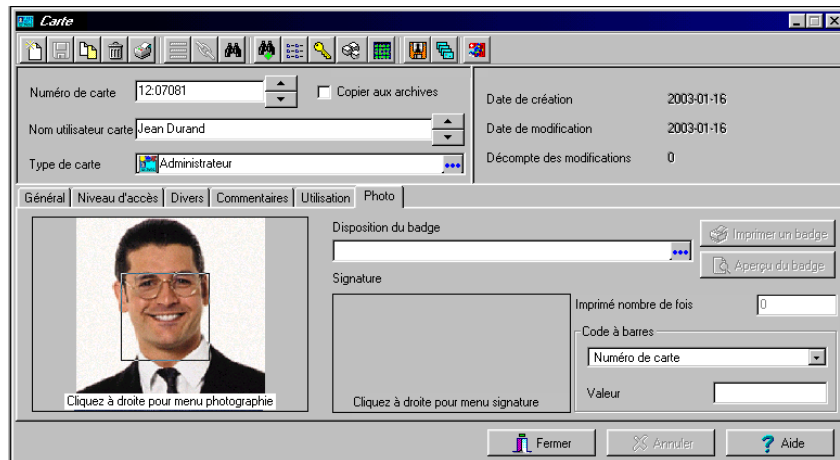 Carte
Numéro de carte 12:07081 Copier aux archives
Nom utilisateur carte Jean Durand
Type de carte Administrateur
Date de création 2003-01-16
Date de modification 2003-01-16
Décompte des modifications 0
Général Niveau d'accès Divers Commentaires Utilisation Photo
Cliquez à droite pour menu photographie
Disposition du badge
Imprimer un badge
Aperçu du badge
Signature
Cliquez à droite pour menu signature
Imprimé nombre de fois 0
Code à barres
Numéro de carte
Valeur
Fermer Annuler Aide